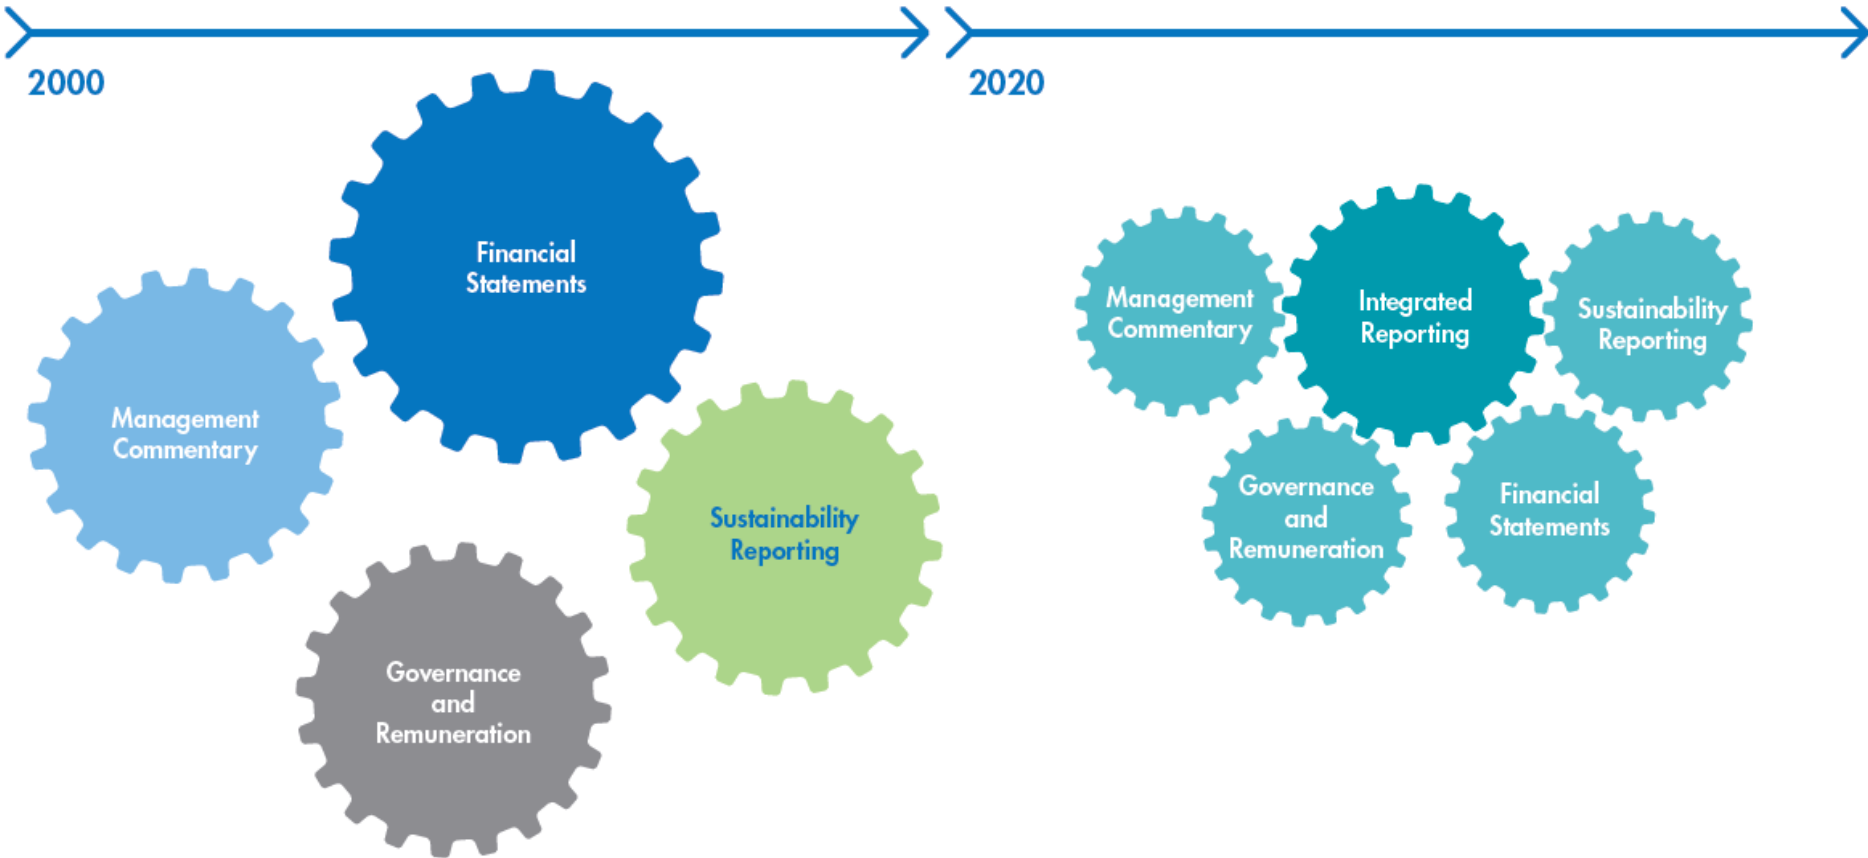 2000
2020
Financial
Statements
Management
Commentary
Sustainability
Reporting
Governance
and
Remuneration
Management
Commentary
Integrated
Reporting
Sustainability
Reporting
Governance
and
Remuneration
Financial
Statements